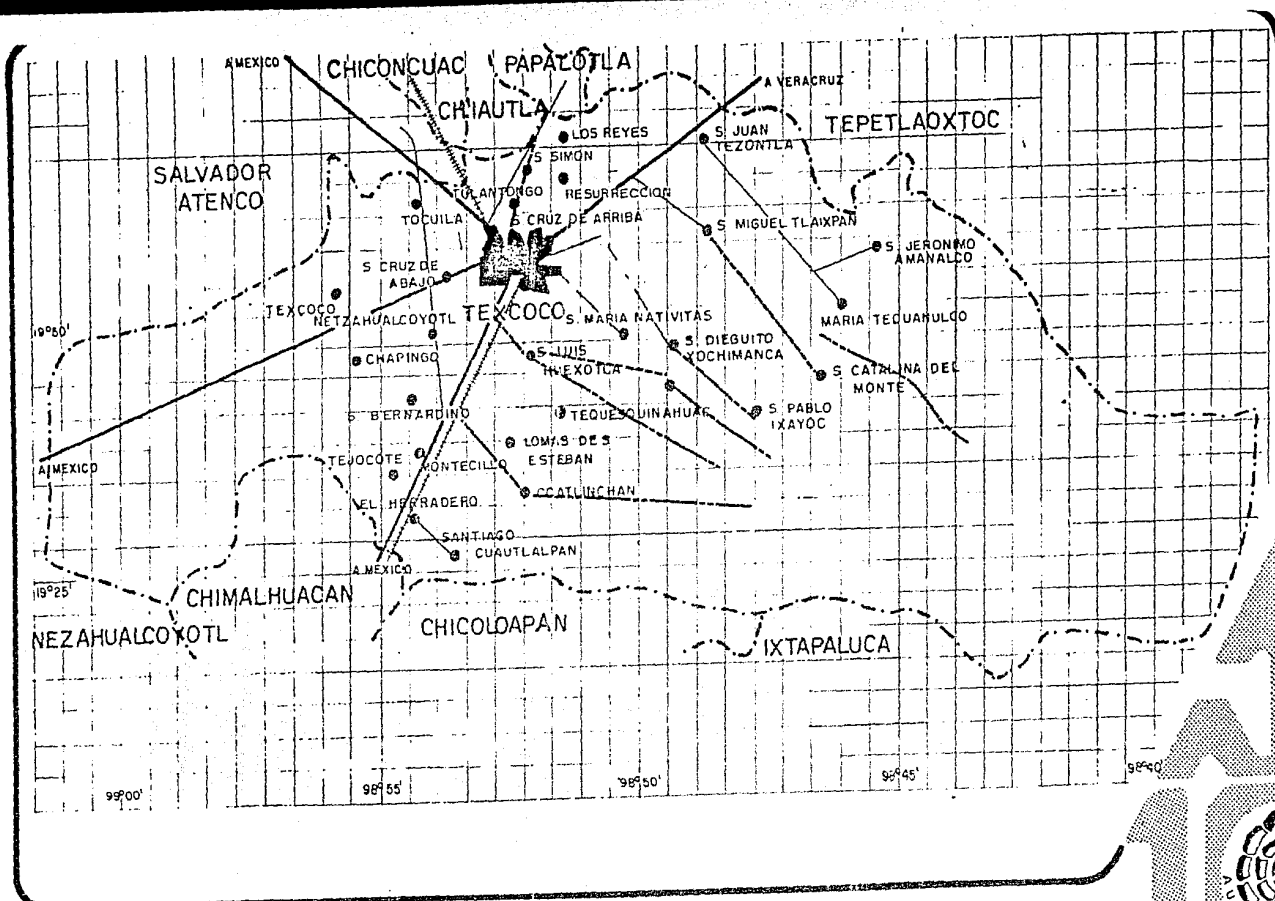 A MEXICO
CHICONCUAC
PAPALOTLA
A VERACRUZ
CHIAUTLA
TEPETLAOXTOC
LOS REYES
S. JUAN
TEZONTLA
S SIMON
SALVADOR
ATENCO
TULANTONGO
RESURRECCION
TOCUILA
S CRUZ DE ARRIBA
S MIGUEL TLAIXPAN
S. JERONIMO
AMANALCO
S CRUZ DE
ABAJO
TEXCOCO
NETZAHUALCOYOTL
TEXCOCO
S. MARIA NATIVITAS
MARIA TECUANULCO
19°50'
S. DIEGUITO
XOCHIMANCA
CHAPINGO
S. LUIS
HUEXOTLA
S CATALINA DEL
MONTE
S BERNARDINO
TEQUESQUINAHUAC
S. PABLO
IXAYOC
LOMAS DE S
ESTEBAN
A MEXICO
TEJOCOTE
MONTECILLO
COATLINCHAN
EL HERRADERO
SANTIAGO
CUAUTLALPAN
A MEXICO
19°25'
CHIMALHUACAN
NEZAHUALCOYOTL
CHICOLOAPAN
IXTAPALUCA
99°00'
98°55'
98°50'
98°45'
98°40'